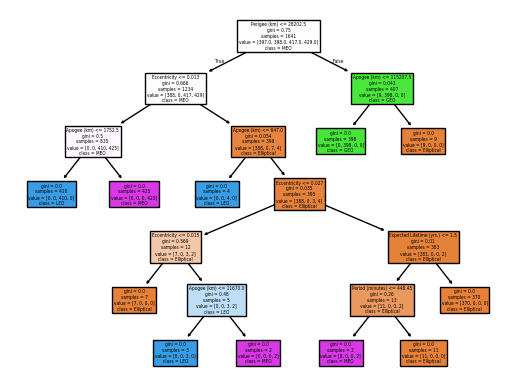 Perigee (km) <= 28202.5
gini = 0.75
samples = 1641
value = [397.0, 398.0, 417.0, 429.0]
class = MEO
True
False
Eccentricity <= 0.013
gini = 0.666
samples = 1234
value = [388, 0, 417, 429]
class = MEO
Apogee (km) <= 115207.5
gini = 0.043
samples = 407
value = [9, 398, 0, 0]
class = GEO
Apogee (km) <= 1752.5
gini = 0.5
samples = 835
value = [0, 0, 410, 425]
class = MEO
Apogee (km) <= 647.0
gini = 0.054
samples = 399
value = [388, 0, 7, 4]
class = Elliptical
gini = 0.0
samples = 398
value = [0, 398, 0, 0]
class = GEO
gini = 0.0
samples = 9
value = [9, 0, 0, 0]
class = Elliptical
gini = 0.0
samples = 410
value = [0, 0, 410, 0]
class = LEO
gini = 0.0
samples = 425
value = [0, 0, 0, 425]
class = MEO
gini = 0.0
samples = 4
value = [0, 0, 4, 0]
class = LEO
Eccentricity <= 0.027
gini = 0.035
samples = 395
value = [388, 0, 3, 4]
class = Elliptical
Eccentricity <= 0.015
gini = 0.569
samples = 12
value = [7, 0, 3, 2]
class = Elliptical
Expected Lifetime (yrs.) <= 1.5
gini = 0.01
samples = 383
value = [381, 0, 0, 2]
class = Elliptical
gini = 0.0
samples = 7
value = [7, 0, 0, 0]
class = Elliptical
Apogee (km) <= 11670.0
gini = 0.48
samples = 5
value = [0, 0, 3, 2]
class = LEO
Period (minutes) <= 448.45
gini = 0.26
samples = 13
value = [11, 0, 0, 2]
class = Elliptical
gini = 0.0
samples = 370
value = [370, 0, 0, 0]
class = Elliptical
gini = 0.0
samples = 3
value = [0, 0, 3, 0]
class = LEO
gini = 0.0
samples = 2
value = [0, 0, 0, 2]
class = MEO
gini = 0.0
samples = 2
value = [0, 0, 0, 2]
class = MEO
gini = 0.0
samples = 11
value = [11, 0, 0, 0]
class = Elliptical